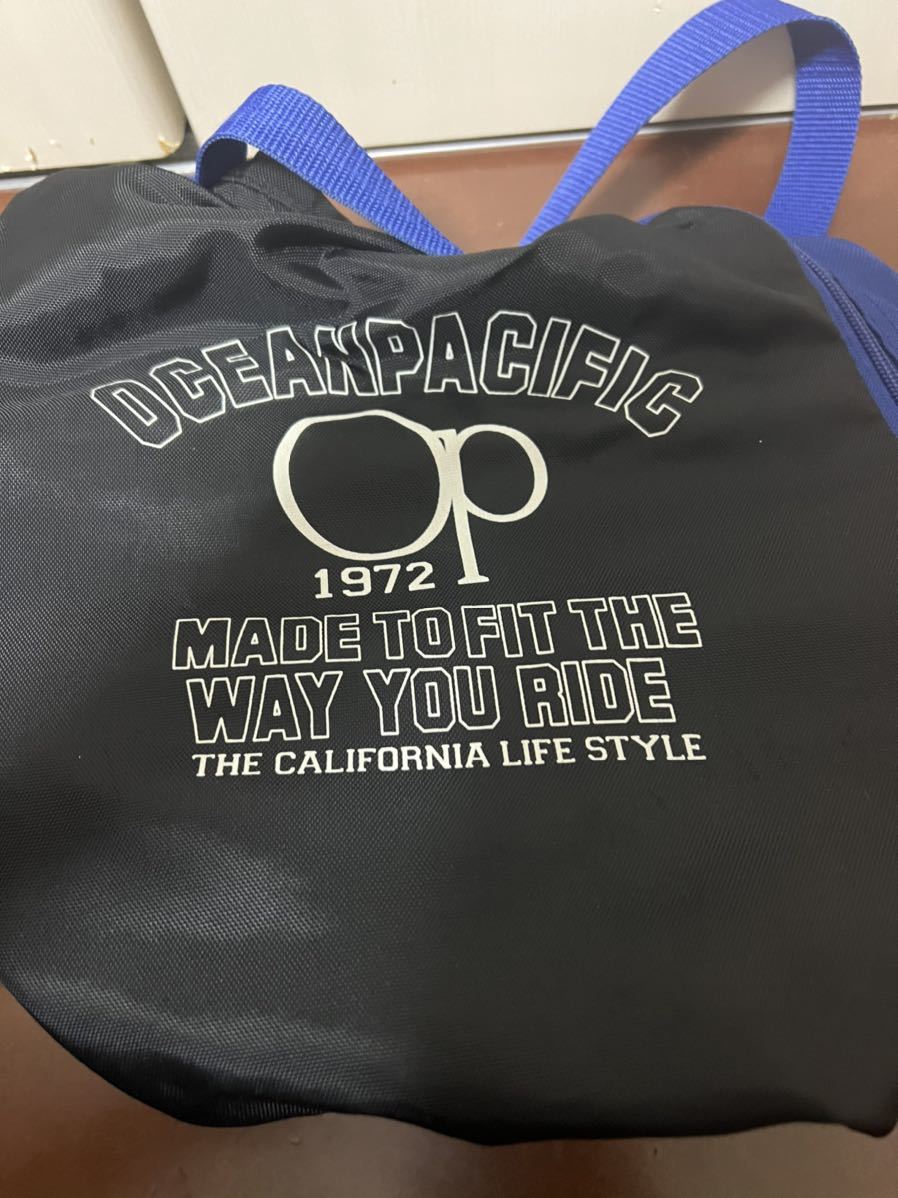 OCEANPACIFIC
op
1972
MADE TO FIT THE
WAY YOU RIDE
THE CALIFORNIA LIFE STYLE